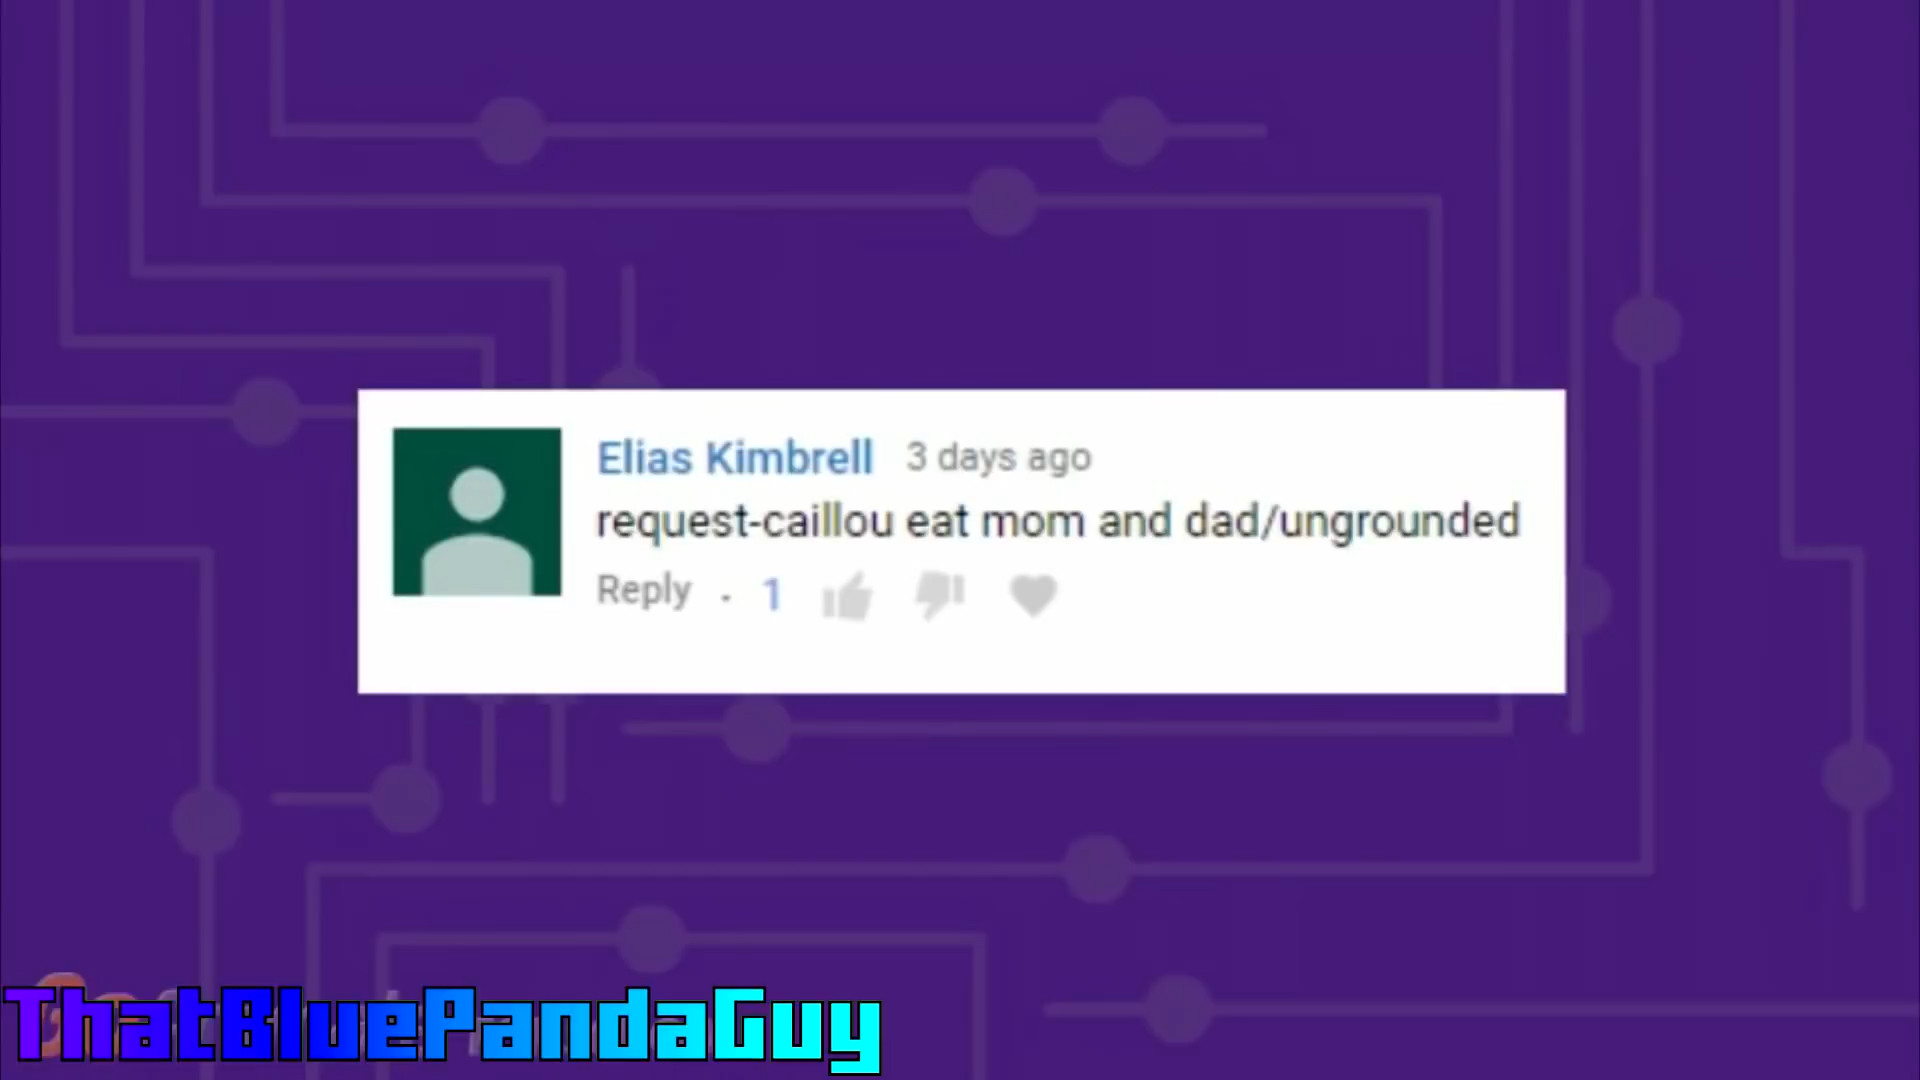 Elias Kimbrell 3 days ago
request-caillou eat mom and dad/ungrounded
Reply · 1
ThatBluePandaGuy